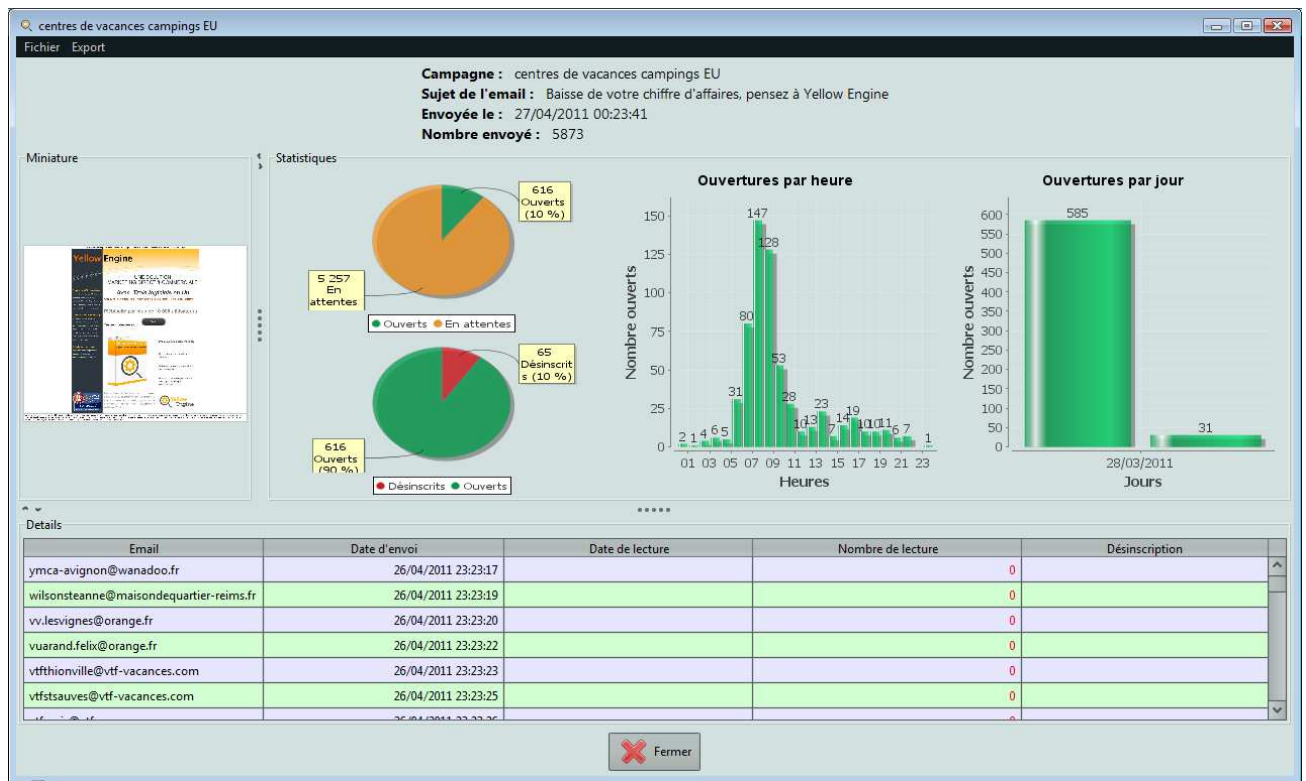 centres de vacances campings EU
Fichier Export
Campagne : centres de vacances campings EU
Sujet de l'email : Baisse de votre chiffre d'affaires, pensez à Yellow Engine
Envoyée le : 27/04/2011 00:23:41
Nombre envoyé : 5873
Miniature
Yellow Engine
Statistiques
616
Ouverts
(10 %)
5 257
En
attentes
Ouverts En attentes
65
Désinscrit
s (10 %)
616
Ouverts
(90 %)
Désinscrits Ouverts
Ouvertures par heure
Nombre ouverts
150
125
100
75
50
25
0
2 1 4 6 5 31 80 147 128 53 28 10 13 23 7 14 19 10 10 11 6 7 1
01 03 05 07 09 11 13 15 17 19 21 23
Heures
Ouvertures par jour
Nombre ouverts
600
550
500
450
400
350
300
250
200
150
100
50
0
585
31
28/03/2011
Jours
Details
Email Date d'envoi Date de lecture Nombre de lecture Désinscription
ymca-avignon@wanadoo.fr 26/04/2011 23:23:17 0
wilsonsteanne@maisondequartier-reims.fr 26/04/2011 23:23:19 0
vv.lesvignes@orange.fr 26/04/2011 23:23:20 0
vuarand.felix@orange.fr 26/04/2011 23:23:22 0
vtfthionville@vtf-vacances.com 26/04/2011 23:23:23 0
vtfstsauves@vtf-vacances.com 26/04/2011 23:23:25 0
Fermer